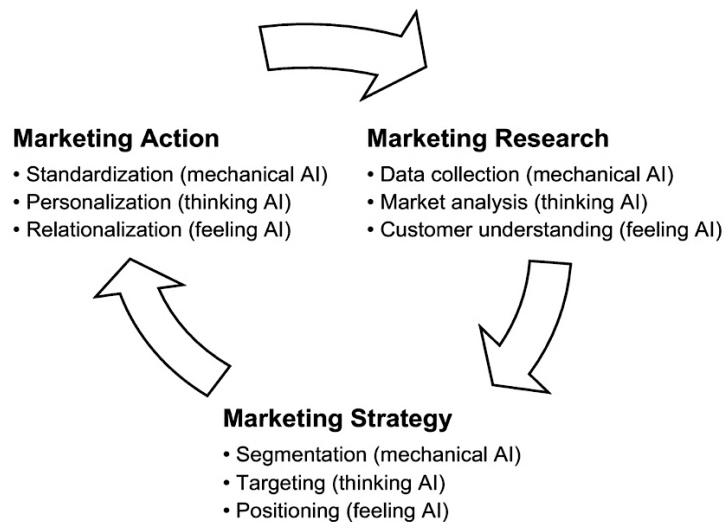 Marketing Action
• Standardization (mechanical AI)
• Personalization (thinking AI)
• Relationalization (feeling AI)
Marketing Research
• Data collection (mechanical AI)
• Market analysis (thinking AI)
• Customer understanding (feeling AI)
Marketing Strategy
• Segmentation (mechanical AI)
• Targeting (thinking AI)
• Positioning (feeling AI)